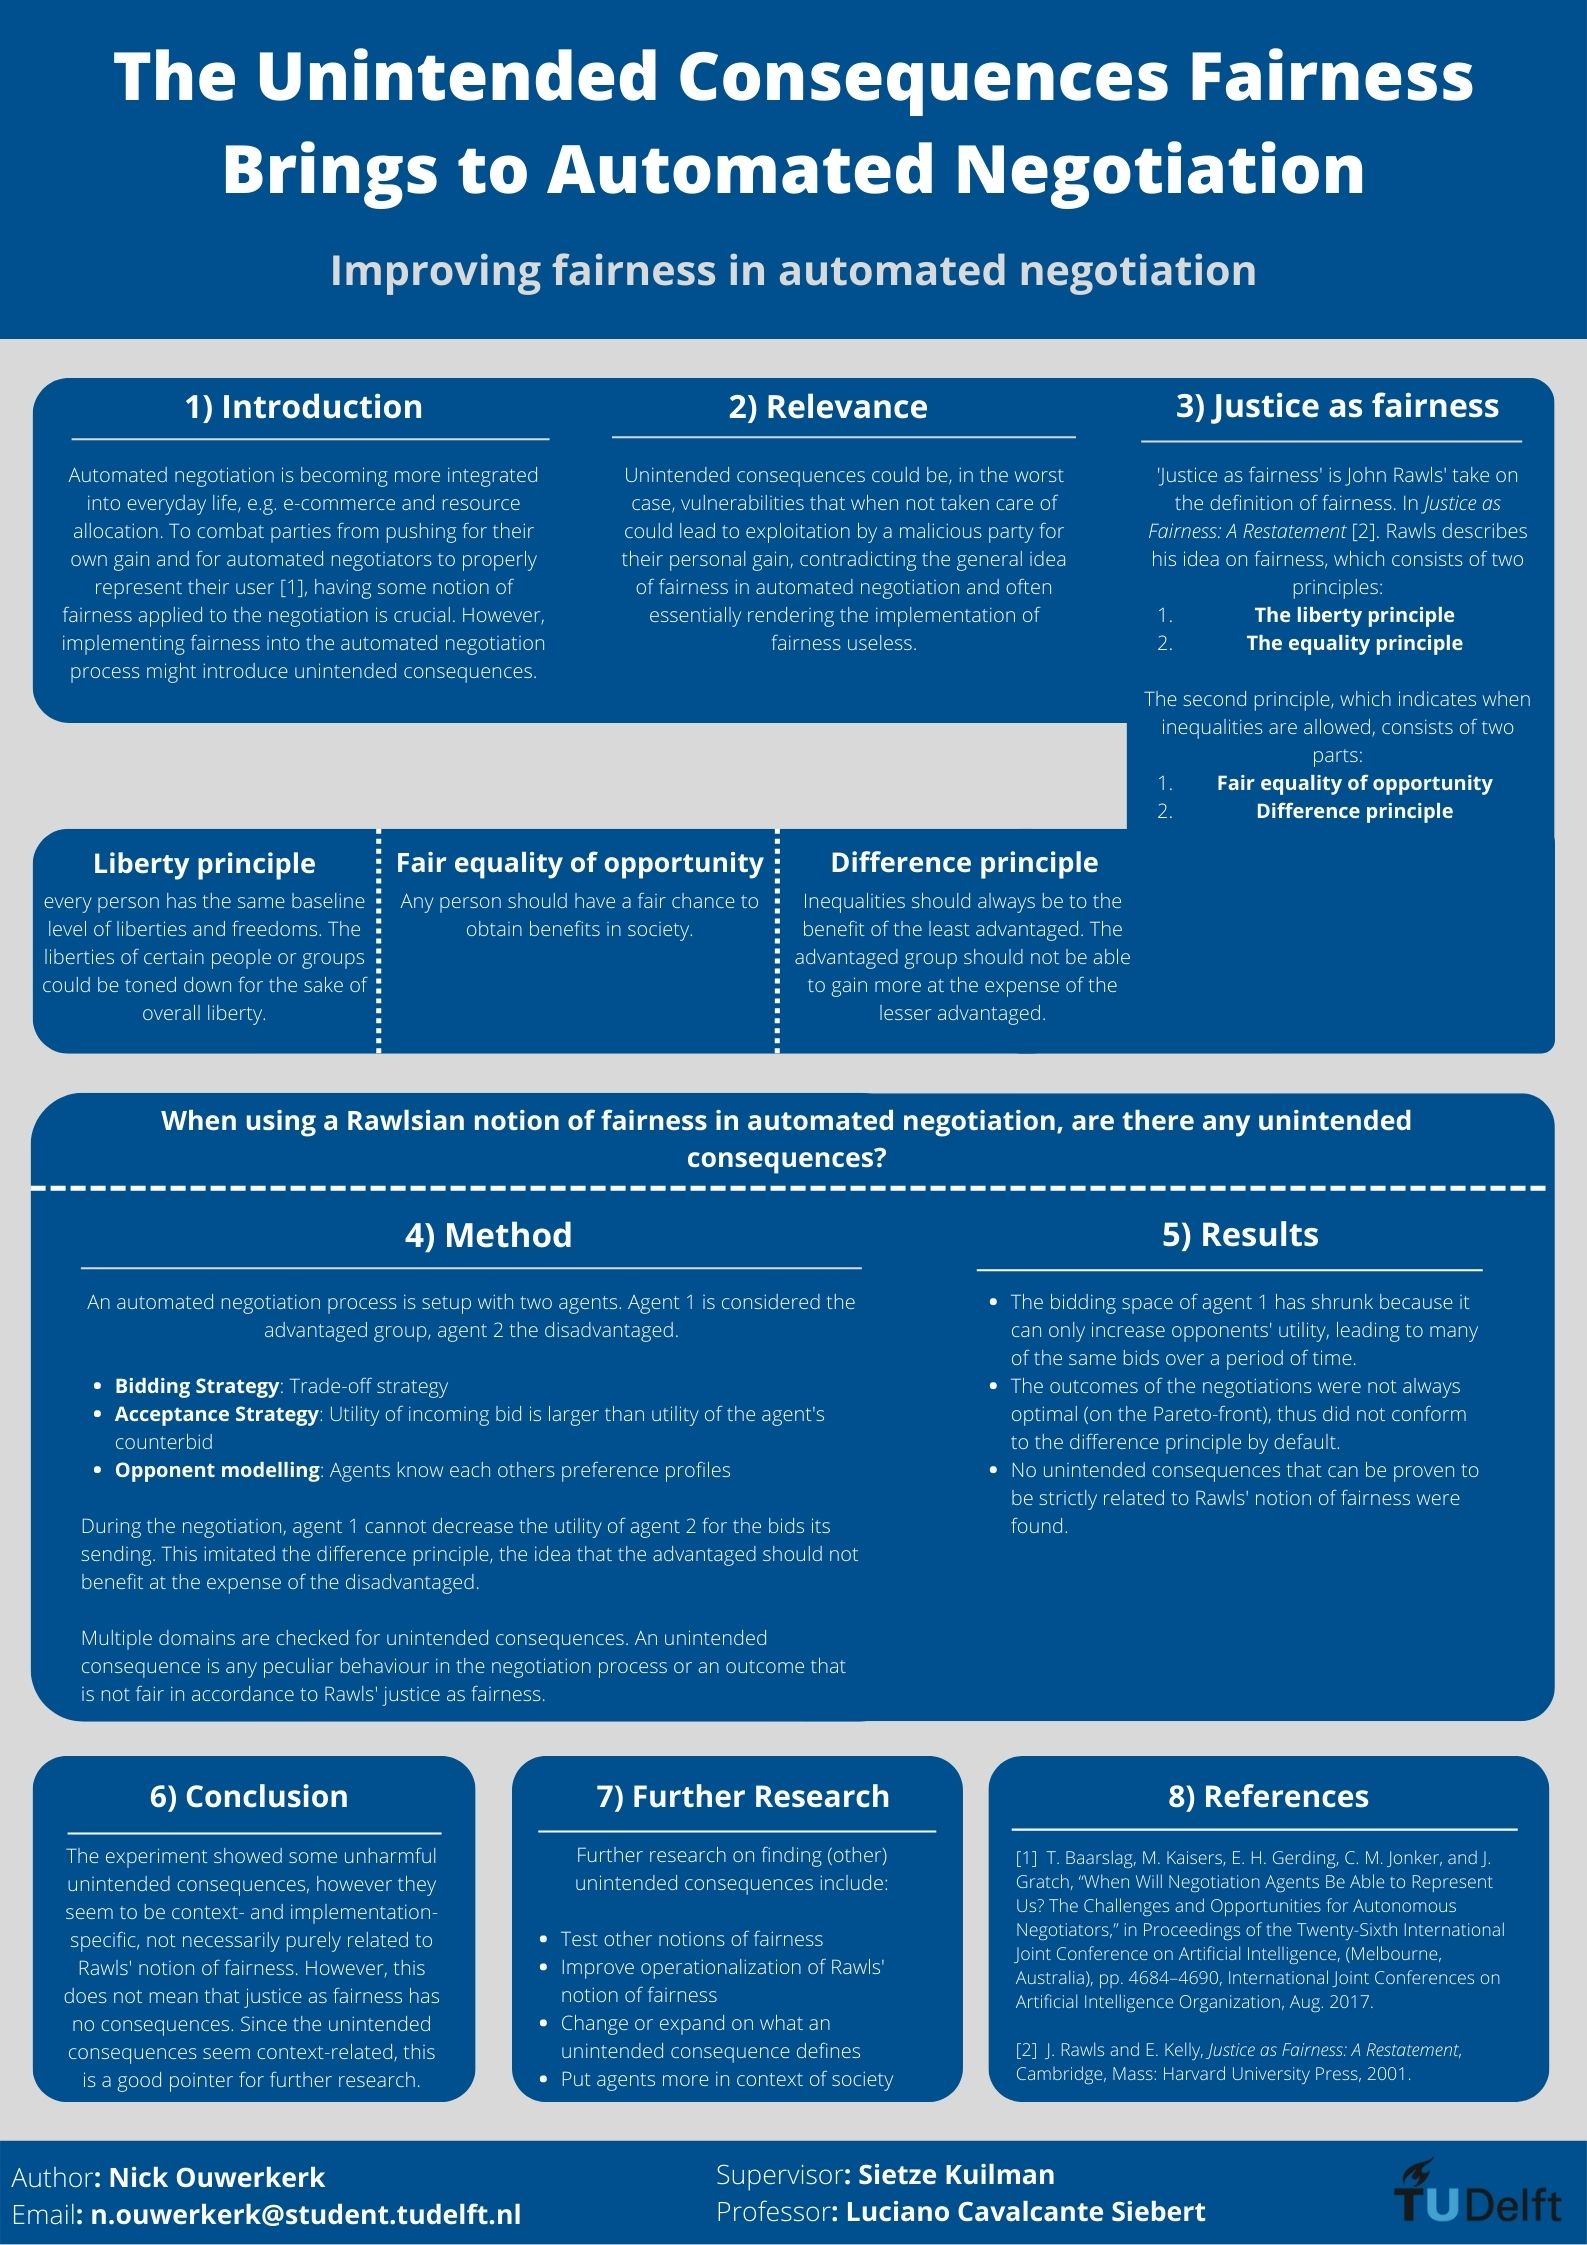 The Unintended Consequences Fairness
Brings to Automated Negotiation
Improving fairness in automated negotiation
1) Introduction
Automated negotiation is becoming more integrated
into everyday life, e.g. e-commerce and resource
allocation. To combat parties from pushing for their
own gain and for automated negotiators to properly
represent their user [1], having some notion of
fairness applied to the negotiation is crucial. However,
implementing fairness into the automated negotiation
process might introduce unintended consequences.
2) Relevance
Unintended consequences could be, in the worst
case, vulnerabilities that when not taken care of
could lead to exploitation by a malicious party for
their personal gain, contradicting the general idea
of fairness in automated negotiation and often
essentially rendering the implementation of
fairness useless.
3) Justice as fairness
'Justice as fairness' is John Rawls' take on
the definition of fairness. In Justice as
Fairness: A Restatement [2]. Rawls describes
his idea on fairness, which consists of two
principles:
1. The liberty principle
2. The equality principle
The second principle, which indicates when
inequalities are allowed, consists of two
parts:
1. Fair equality of opportunity
2. Difference principle
Liberty principle
every person has the same baseline
level of liberties and freedoms. The
liberties of certain people or groups
could be toned down for the sake of
overall liberty.
Fair equality of opportunity
Any person should have a fair chance to
obtain benefits in society.
Difference principle
Inequalities should always be to the
benefit of the least advantaged. The
advantaged group should not be able
to gain more at the expense of the
lesser advantaged.
When using a Rawlsian notion of fairness in automated negotiation, are there any unintended
consequences?
4) Method
An automated negotiation process is setup with two agents. Agent 1 is considered the
advantaged group, agent 2 the disadvantaged.
• Bidding Strategy: Trade-off strategy
• Acceptance Strategy: Utility of incoming bid is larger than utility of the agent's
counterbid
• Opponent modelling: Agents know each others preference profiles
During the negotiation, agent 1 cannot decrease the utility of agent 2 for the bids its
sending. This imitated the difference principle, the idea that the advantaged should not
benefit at the expense of the disadvantaged.
Multiple domains are checked for unintended consequences. An unintended
consequence is any peculiar behaviour in the negotiation process or an outcome that
is not fair in accordance to Rawls' justice as fairness.
5) Results
• The bidding space of agent 1 has shrunk because it
can only increase opponents' utility, leading to many
of the same bids over a period of time.
• The outcomes of the negotiations were not always
optimal (on the Pareto-front), thus did not conform
to the difference principle by default.
• No unintended consequences that can be proven to
be strictly related to Rawls' notion of fairness were
found.
6) Conclusion
The experiment showed some unharmful
unintended consequences, however they
seem to be context- and implementation-
specific, not necessarily purely related to
Rawls' notion of fairness. However, this
does not mean that justice as fairness has
no consequences. Since the unintended
consequences seem context-related, this
is a good pointer for further research.
7) Further Research
Further research on finding (other)
unintended consequences include:
• Test other notions of fairness
• Improve operationalization of Rawls'
notion of fairness
• Change or expand on what an
unintended consequence defines
• Put agents more in context of society
8) References
[1] T. Baarslag, M. Kaisers, E. H. Gerding, C. M. Jonker, and J.
Gratch, “When Will Negotiation Agents Be Able to Represent
Us? The Challenges and Opportunities for Autonomous
Negotiators,” in Proceedings of the Twenty-Sixth International
Joint Conference on Artificial Intelligence, (Melbourne,
Australia), pp. 4684–4690, International Joint Conferences on
Artificial Intelligence Organization, Aug. 2017.
[2] J. Rawls and E. Kelly, Justice as Fairness: A Restatement,
Cambridge, Mass: Harvard University Press, 2001.
Author: Nick Ouwerkerk
Email: n.ouwerkerk@student.tudelft.nl
Supervisor: Sietze Kuilman
Professor: Luciano Cavalcante Siebert
TUDelft